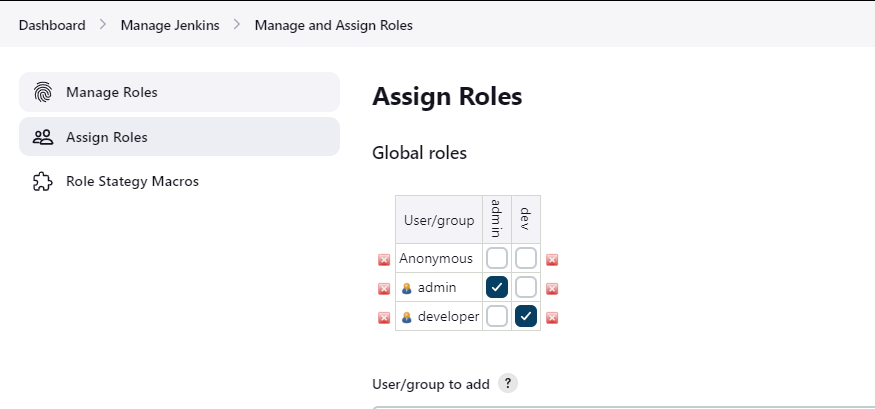 Dashboard > Manage Jenkins > Manage and Assign Roles
Manage Roles
Assign Roles
Role Stategy Macros
Assign Roles
Global roles
User/group admin dev
Anonymous
admin
developer
User/group to add ?